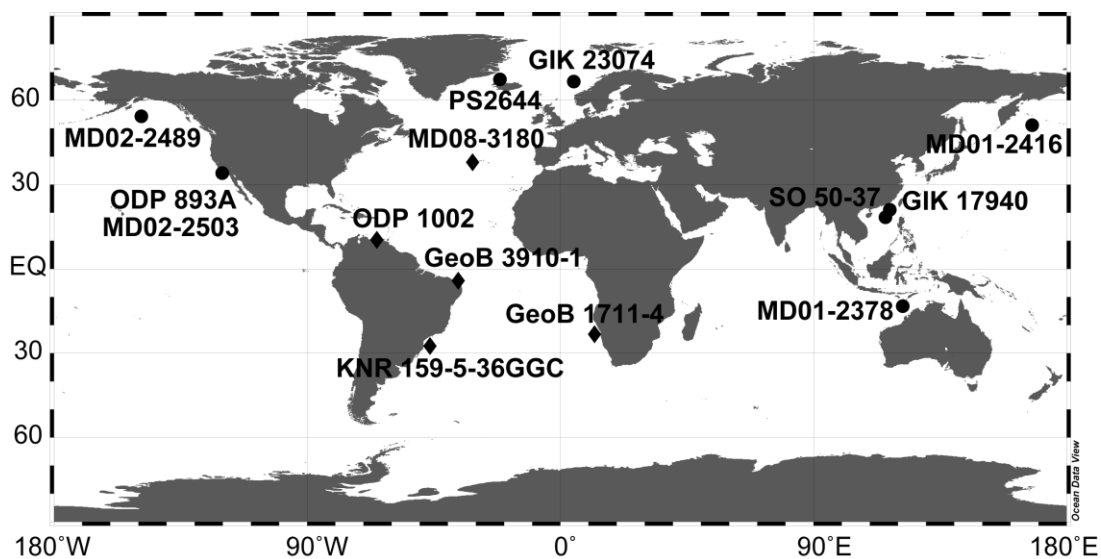 GIK 23074
60
PS2644
MD02-2489
MD08-3180
MD01-2416
30
ODP 893A
MD02-2503
SO 50-37
GIK 17940
ODP 1002
EQ
GeoB 3910-1
GeoB 1711-4
MD01-2378
30
KNR 159-5-36GGC
60
Ocean Data View
180°W
90°W
0°
90°E
180°E